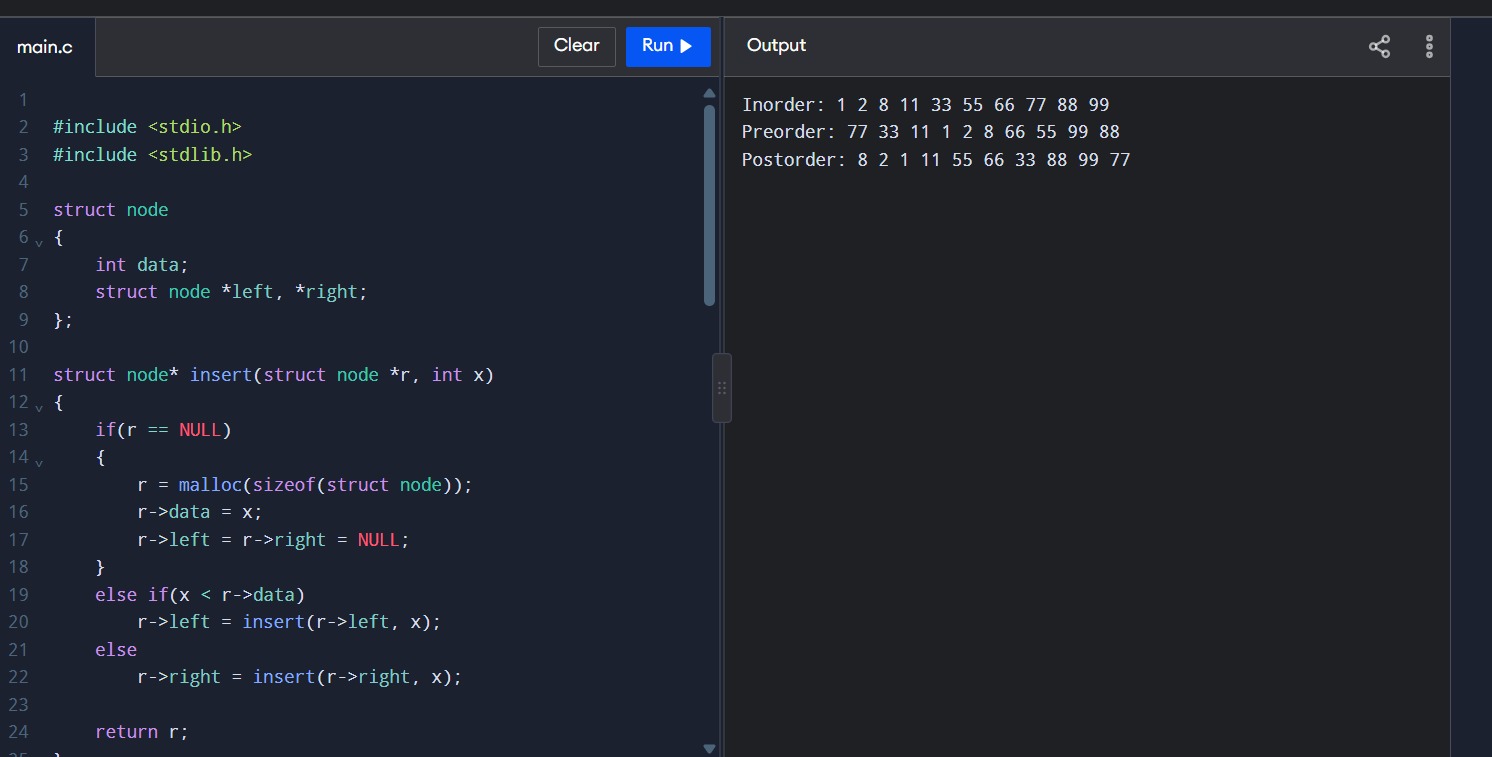 main.c
Clear
Run
Output
1
2 #include <stdio.h>
3 #include <stdlib.h>
4
5 struct node
6 {
7     int data;
8     struct node *left, *right;
9 };
10
11 struct node* insert(struct node *r, int x)
12 {
13     if(r == NULL)
14     {
15         r = malloc(sizeof(struct node));
16         r->data = x;
17         r->left = r->right = NULL;
18     }
19     else if(x < r->data)
20         r->left = insert(r->left, x);
21     else
22         r->right = insert(r->right, x);
23
24     return r;
Inorder: 1 2 8 11 33 55 66 77 88 99
Preorder: 77 33 11 1 2 8 66 55 99 88
Postorder: 8 2 1 11 55 66 33 88 99 77